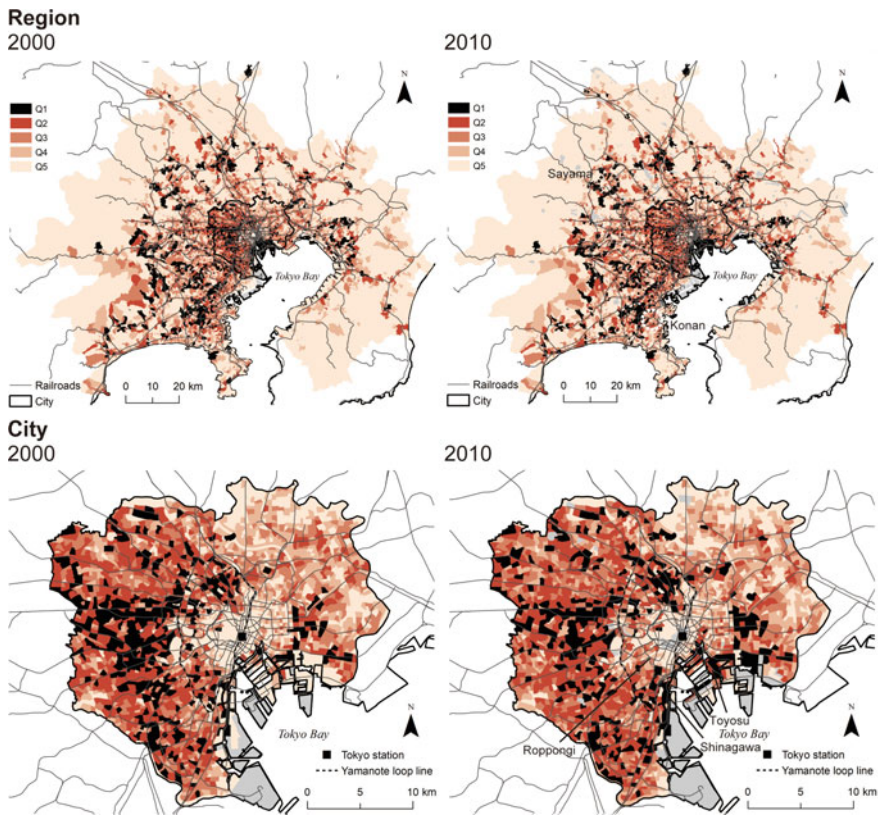 Region
2000
2010
N
N
Q1
Q2
Q3
Q4
Q5
Q1
Q2
Q3
Q4
Q5
Sayama
Tokyo Bay
Tokyo Bay
Konan
Railroads
City
0 10 20 km
Railroads
City
0 10 20 km
City
2000
2010
N
N
Tokyo Bay
Toyosu
Tokyo Bay
Shinagawa
Roppongi
Tokyo station
Yamanote loop line
0 5 10 km
Tokyo station
Yamanote loop line
0 5 10 km